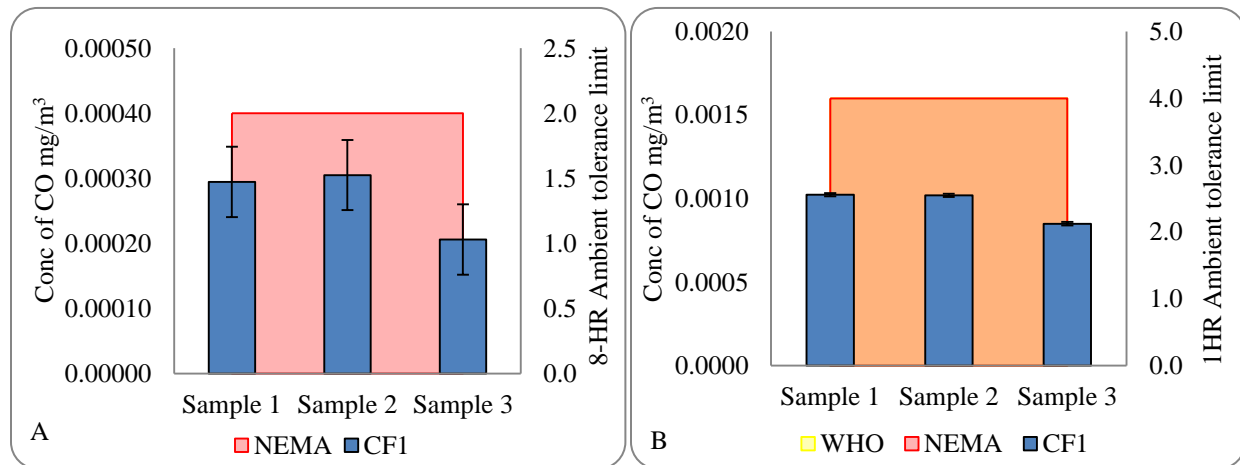 Conc of CO mg/m³
0.00050
0.00040
0.00030
0.00020
0.00010
0.00000
2.5
2.0
1.5
1.0
0.5
0.0
8-HR Ambient tolerance limit
Sample 1 Sample 2 Sample 3
A
NEMA CF1
Conc of CO mg/m³
0.0020
0.0015
0.0010
0.0005
0.0000
5.0
4.0
3.0
2.0
1.0
0.0
1HR Ambient tolerance limit
Sample 1 Sample 2 Sample 3
B
WHO NEMA CF1